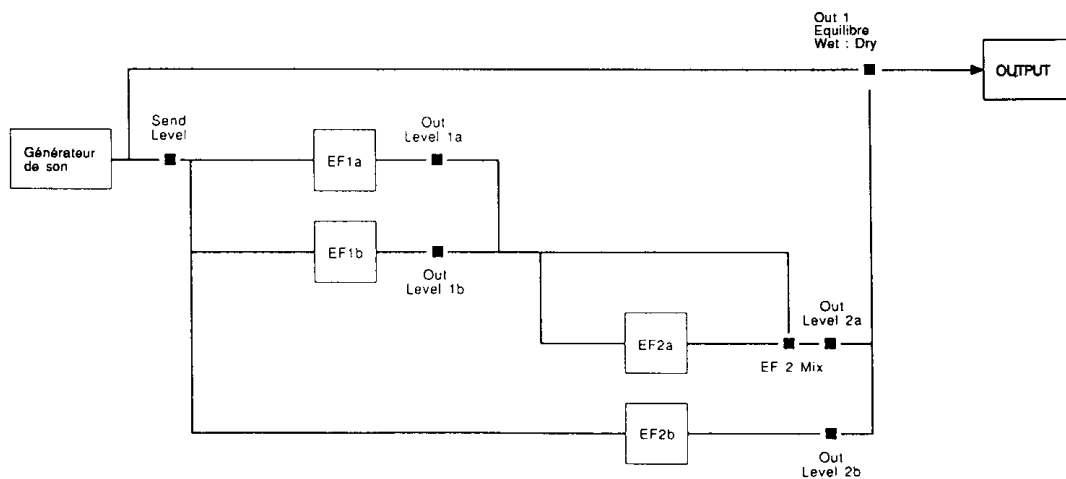 Out 1
Equilibre
Wet : Dry
OUTPUT
Send
Level
Out
Level 1a
Générateur
de son
EF1a
EF1b
Out
Level 1b
Out
Level 2a
EF2a
EF 2 Mix
EF2b
Out
Level 2b